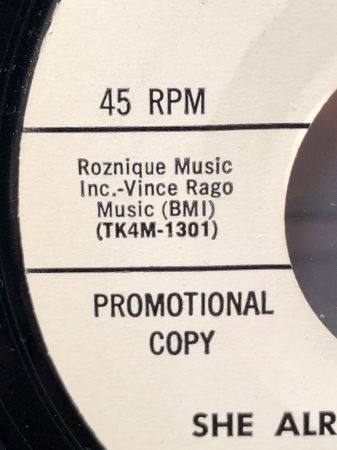 45 RPM
Roznique Music
Inc.-Vince Rago
Music (BMI)
(TK4M-1301)
PROMOTIONAL
COPY
SHE ALR